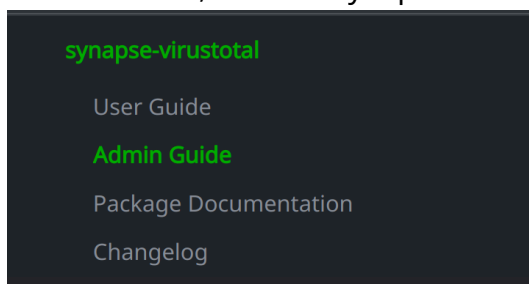 synapse-virustotal
User Guide
Admin Guide
Package Documentation
Changelog